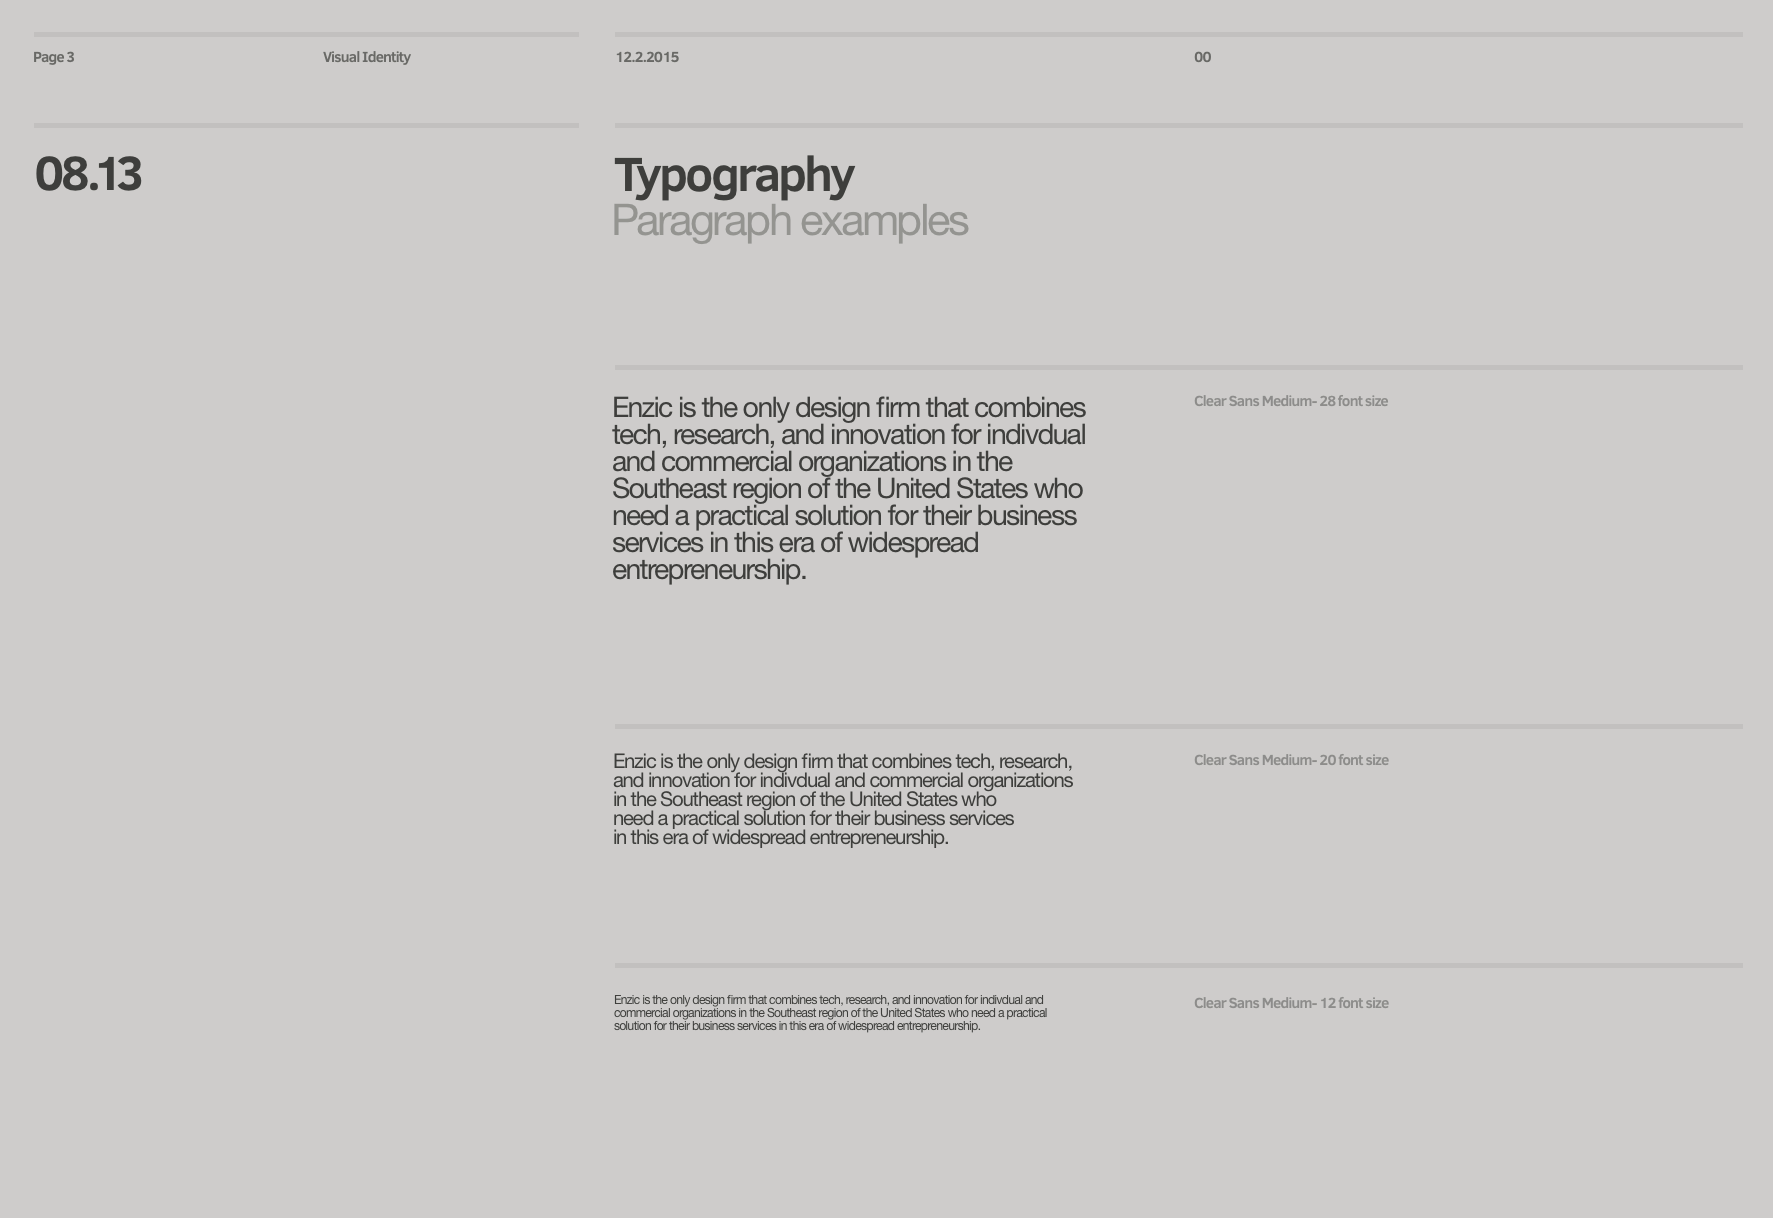 Page 3
Visual Identity
12.2.2015
00
08.13
Typography
Paragraph examples
Enzic is the only design firm that combines
tech, research, and innovation for indivdual
and commercial organizations in the
Southeast region of the United States who
need a practical solution for their business
services in this era of widespread
entrepreneurship.
Clear Sans Medium- 28 font size
Enzic is the only design firm that combines tech, research,
and innovation for indivdual and commercial organizations
in the Southeast region of the United States who
need a practical solution for their business services
in this era of widespread entrepreneurship.
Clear Sans Medium- 20 font size
Enzic is the only design firm that combines tech, research, and innovation for indivdual and
commercial organizations in the Southeast region of the United States who need a practical
solution for their business services in this era of widespread entrepreneurship.
Clear Sans Medium- 12 font size